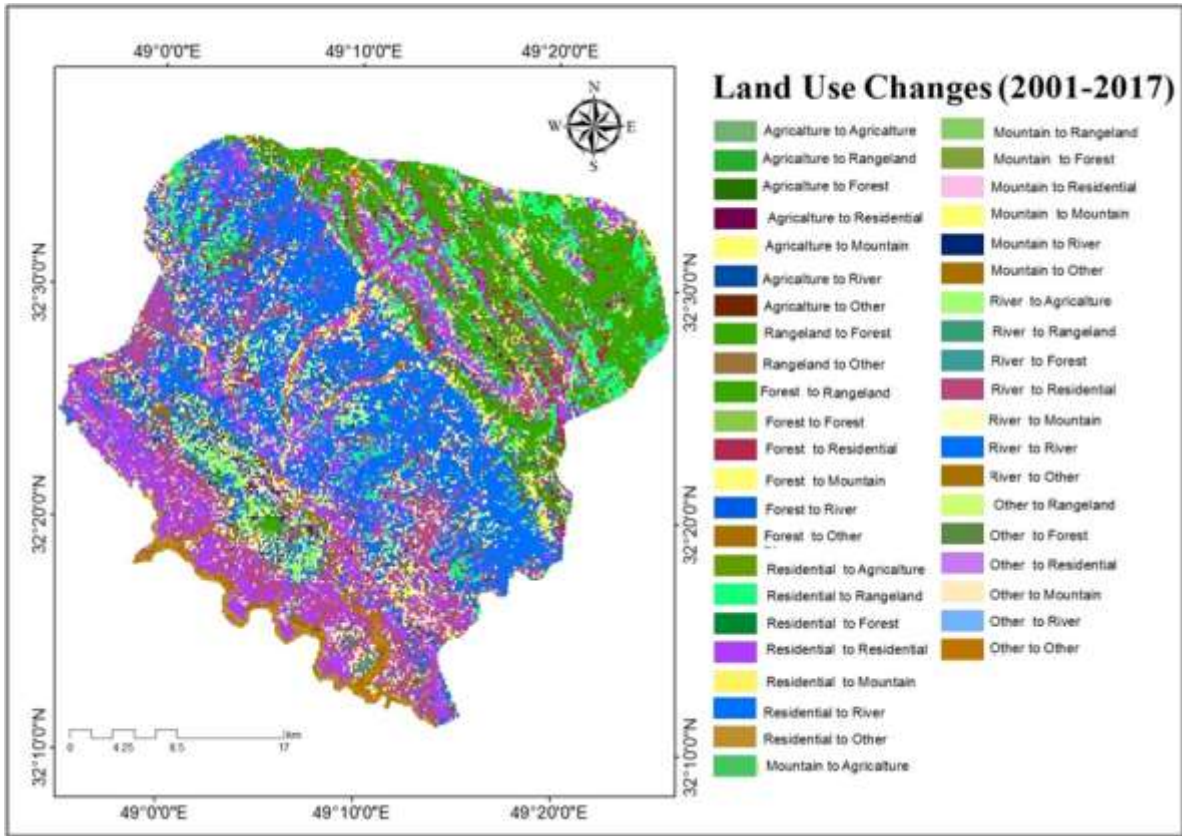 49°0'0"E 49°10'0"E 49°20'0"E
N
W E
S
32°30'0"N 32°30'0"N
32°20'0"N 32°20'0"N
32°10'0"N 32°10'0"N
0 4.25 8.5 17 Km
49°0'0"E 49°10'0"E 49°20'0"E
Land Use Changes (2001-2017)
Agricalture to Agriculture
Agricalture to Rangeland
Agricalture to Forest
Agricalture to Residential
Agricalture to Mountain
Agricalture to River
Agricalture to Other
Rangeland to Forest
Rangeland to Other
Forest to Rangeland
Forest to Forest
Forest to Residential
Forest to Mountain
Forest to River
Forest to Other
Residential to Agriculture
Residential to Rangeland
Residential to Forest
Residential to Residential
Residential to Mountain
Residential to River
Residential to Other
Mountain to Agriculture
Mountain to Rangeland
Mountain to Forest
Mountain to Residential
Mountain to Mountain
Mountain to River
Mountain to Other
River to Agriculture
River to Rangeland
River to Forest
River to Residential
River to Mountain
River to River
River to Other
Other to Rangeland
Other to Forest
Other to Residential
Other to Mountain
Other to River
Other to Other